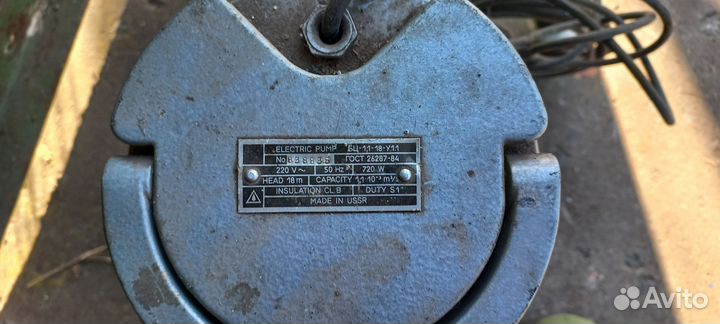 ELECTRIC PUMP БЦ-1,1-18-У1.1
No ГОСТ 26287-84
220 V~ 50 Hz 720 W
HEAD 18 m CAPACITY 1,1·10⁻³ m³/s
INSULATION CL.B DUTY S1
MADE IN USSR
Avito